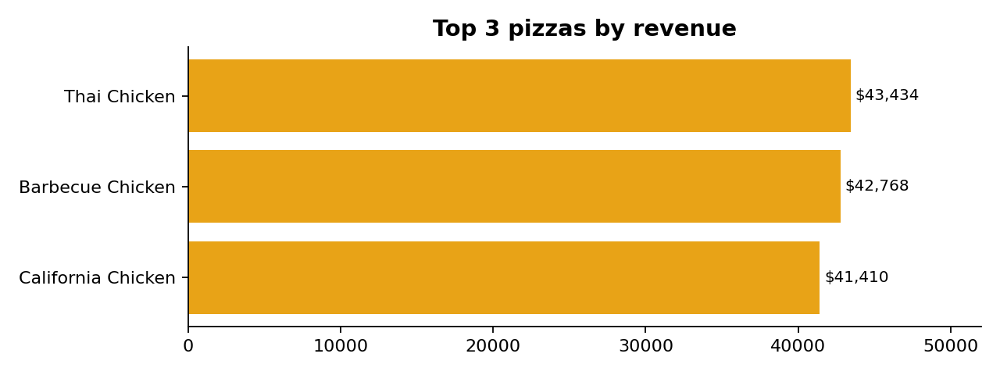 Top 3 pizzas by revenue
Thai Chicken $43,434
Barbecue Chicken $42,768
California Chicken $41,410
0 10000 20000 30000 40000 50000